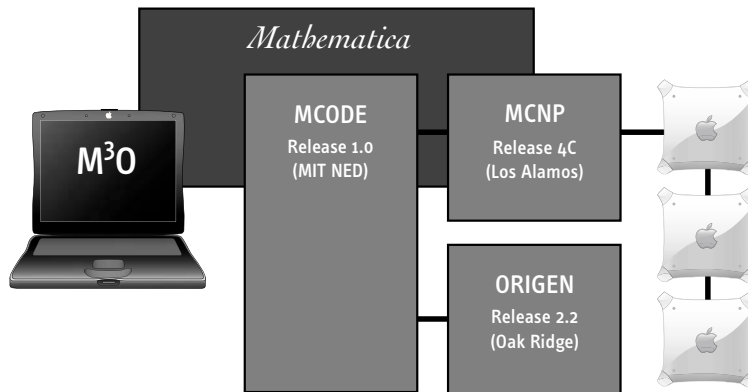 Mathematica
M³O
MCODE
Release 1.0
(MIT NED)
MCNP
Release 4C
(Los Alamos)
ORIGEN
Release 2.2
(Oak Ridge)